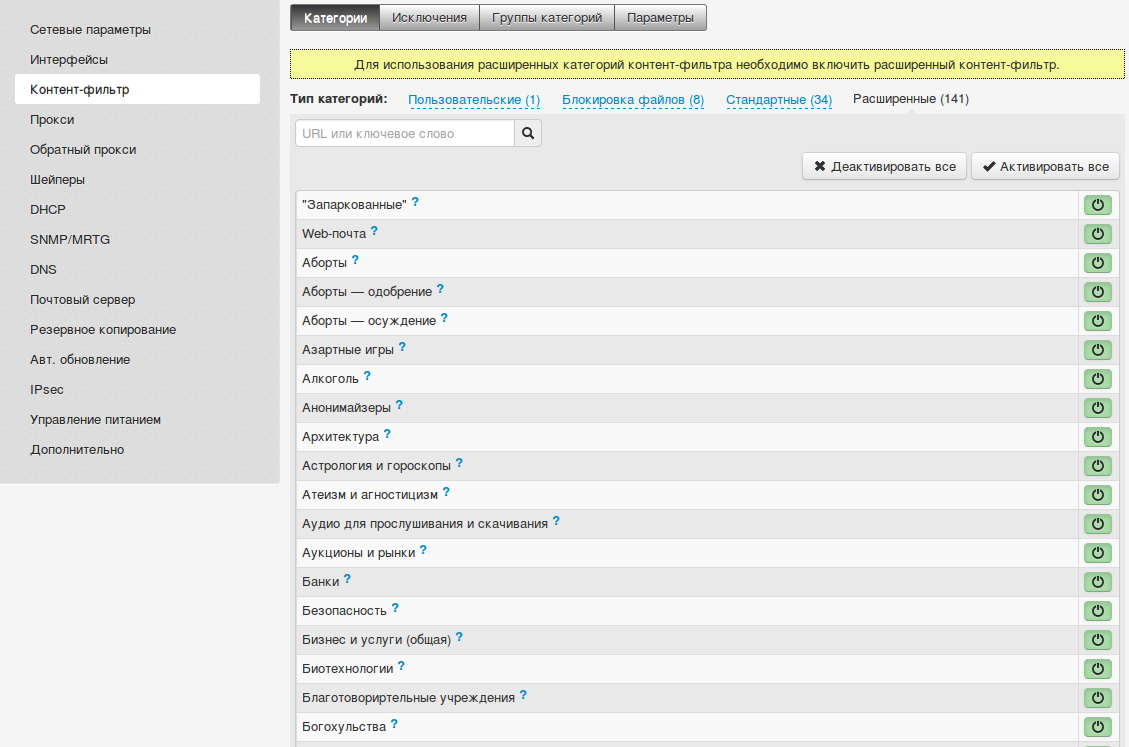 Сетевые параметры
Интерфейсы
Контент-фильтр
Прокси
Обратный прокси
Шейперы
DHCP
SNMP/MRTG
DNS
Почтовый сервер
Резервное копирование
Авт. обновление
IPsec
Управление питанием
Дополнительно
Категории Исключения Группы категорий Параметры
Для использования расширенных категорий контент-фильтра необходимо включить расширенный контент-фильтр.
Тип категорий: Пользовательские (1) Блокировка файлов (8) Стандартные (34) Расширенные (141)
URL или ключевое слово
Деактивировать все Активировать все
"Запаркованные" ?
Web-почта ?
Аборты ?
Аборты — одобрение ?
Аборты — осуждение ?
Азартные игры ?
Алкоголь ?
Анонимайзеры ?
Архитектура ?
Астрология и гороскопы ?
Атеизм и агностицизм ?
Аудио для прослушивания и скачивания ?
Аукционы и рынки ?
Банки ?
Безопасность ?
Бизнес и услуги (общая) ?
Биотехнологии ?
Благотвориртельные учреждения ?
Богохульства ?